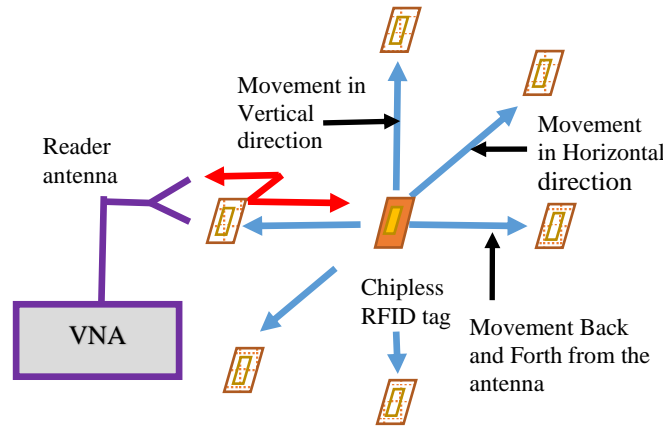 Movement in
Vertical
direction
Reader
antenna
Movement
in Horizontal
direction
Chipless
RFID tag
VNA
Movement Back
and Forth from the
antenna